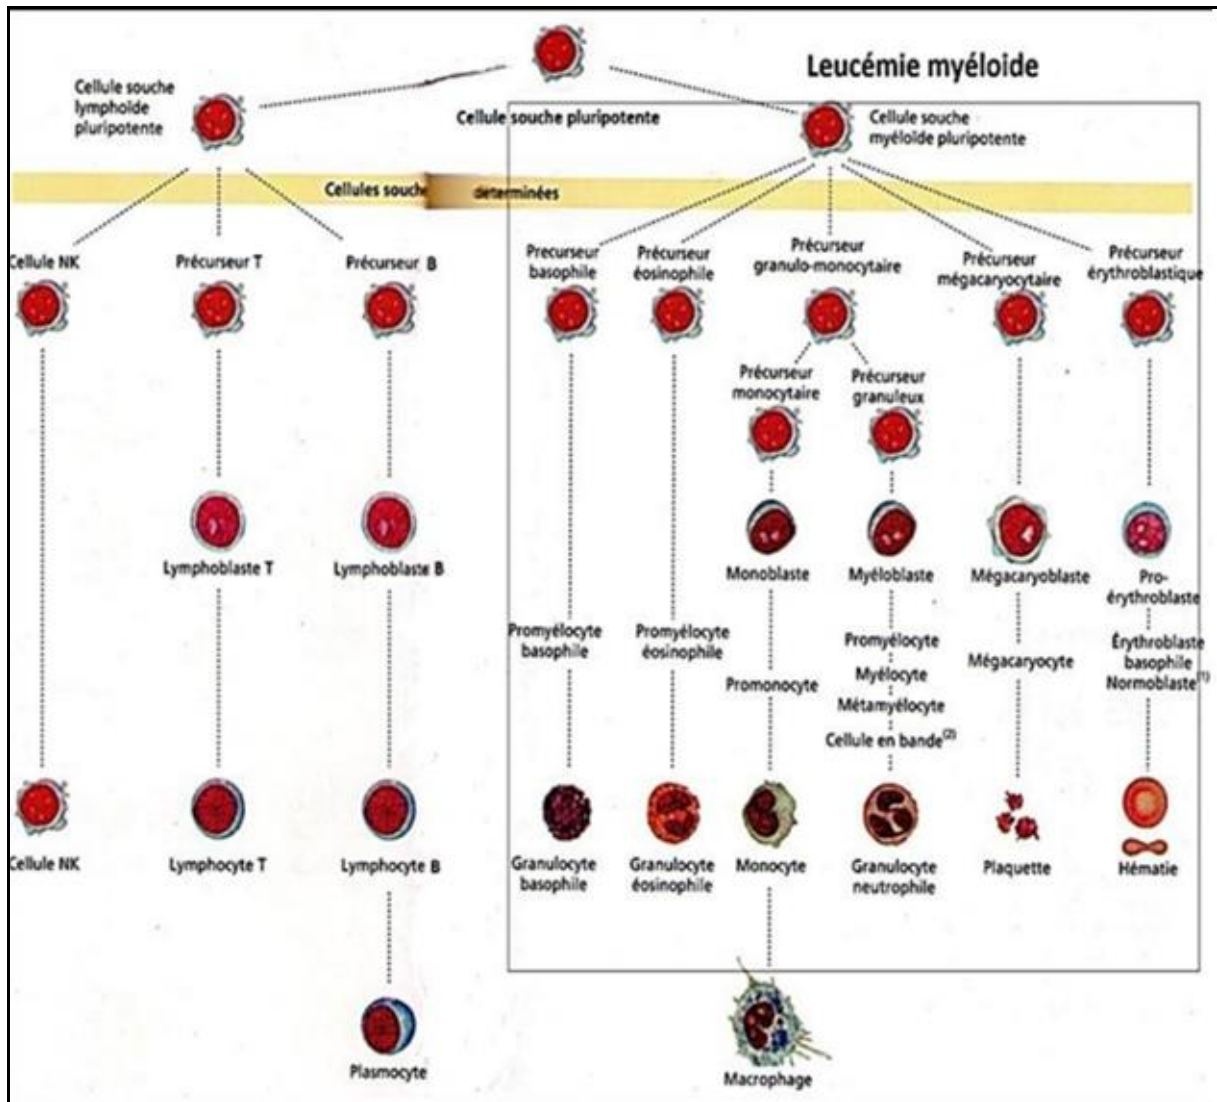 Leucémie myéloide
Cellule souche
lymphoïde
pluripotente
Cellule souche pluripotente
Cellule souche
myéloïde pluripotente
Cellules souche
determinées
Cellule NK
Précurseur T
Précurseur B
Precurseur
basophile
Précurseur
éosinophile
Précurseur
granulo-monocytaire
Précurseur
mégacaryocytaire
Précurseur
érythroblastique
Précurseur
monocytaire
Précurseur
granuleux
Lymphoblaste T
Lymphoblaste B
Monoblaste
Myéloblaste
Mégacaryoblaste
Pro-
érythroblaste
Promyélocyte
basophile
Promyélocyte
éosinophile
Promonocyte
Promyélocyte
Myélocyte
Métamyélocyte
Cellule en bande(2)
Mégacaryocyte
Érythroblaste
basophile
Normoblaste(1)
Cellule NK
Lymphocyte T
Lymphocyte B
Granulocyte
basophile
Granulocyte
éosinophile
Monocyte
Granulocyte
neutrophile
Plaquette
Hématie
Plasmocyte
Macrophage